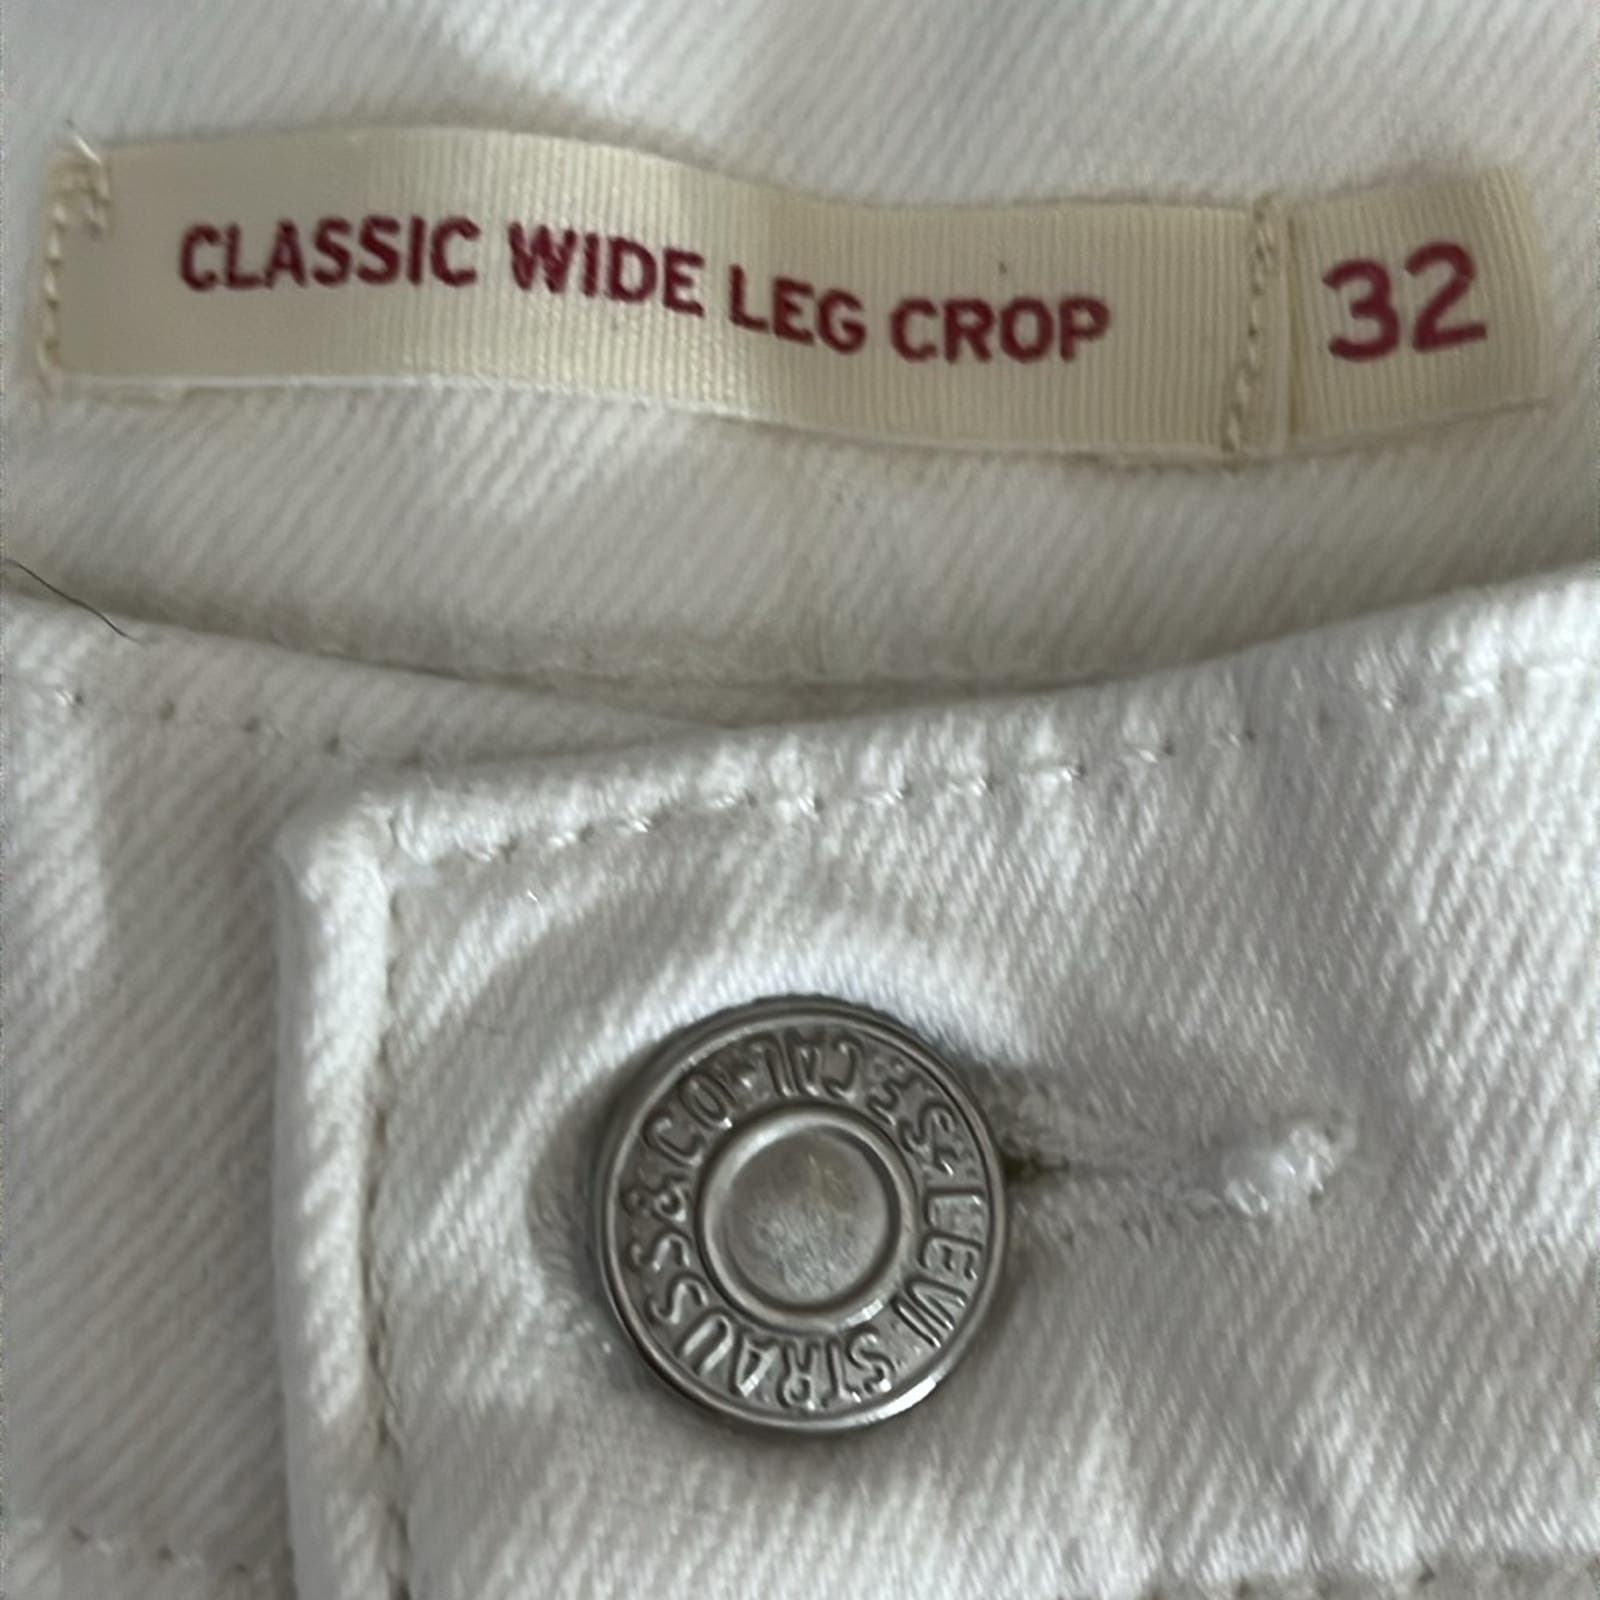 CLASSIC WIDE LEG CROP
32
LEVI STRAUSS & CO. S.F. CAL.